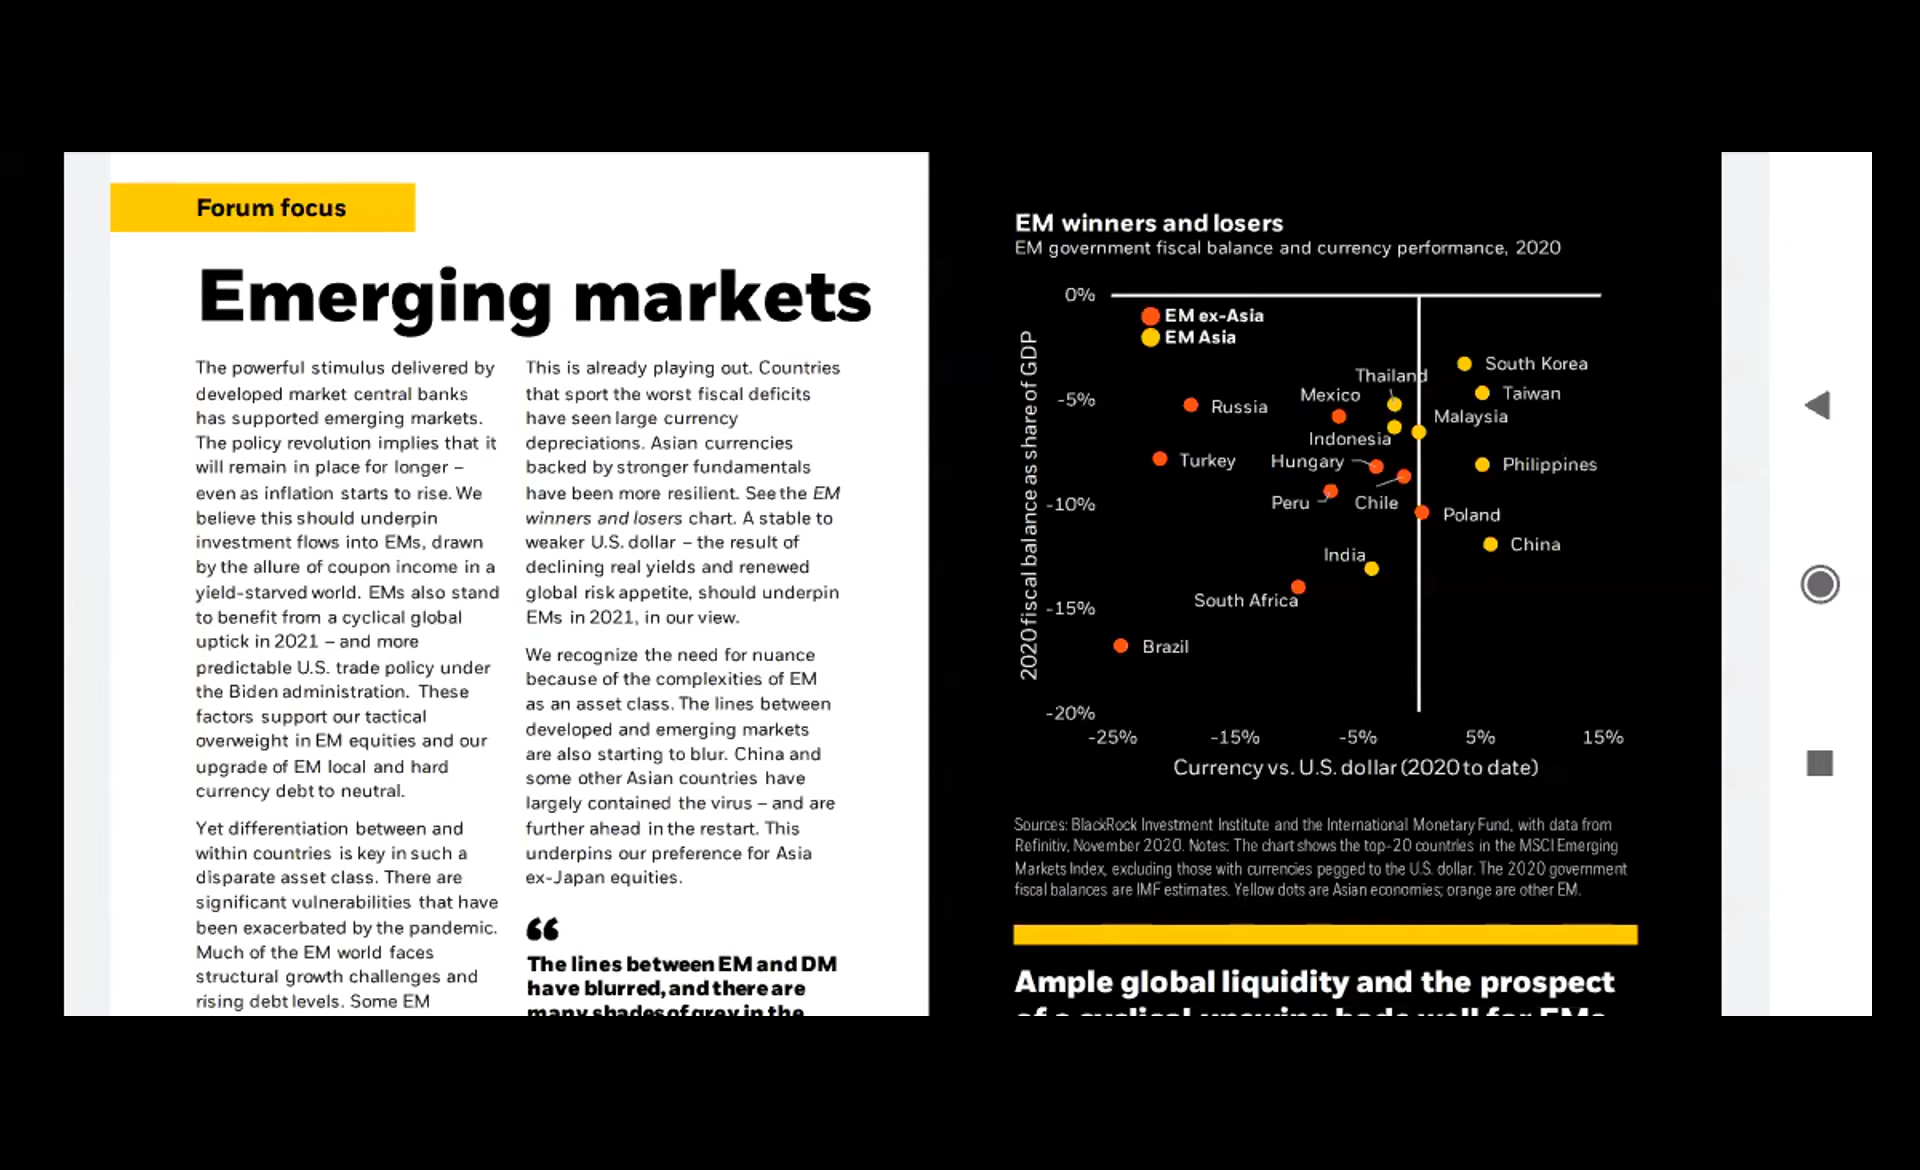 Forum focus
Emerging markets
The powerful stimulus delivered by
developed market central banks
has supported emerging markets.
The policy revolution implies that it
will remain in place for longer –
even as inflation starts to rise. We
believe this should underpin
investment flows into EMs, drawn
by the allure of coupon income in a
yield-starved world. EMs also stand
to benefit from a cyclical global
uptick in 2021 – and more
predictable U.S. trade policy under
the Biden administration. These
factors support our tactical
overweight in EM equities and our
upgrade of EM local and hard
currency debt to neutral.
Yet differentiation between and
within countries is key in such a
disparate asset class. There are
significant vulnerabilities that have
been exacerbated by the pandemic.
Much of the EM world faces
structural growth challenges and
rising debt levels. Some EM
This is already playing out. Countries
that sport the worst fiscal deficits
have seen large currency
depreciations. Asian currencies
backed by stronger fundamentals
have been more resilient. See the EM
winners and losers chart. A stable to
weaker U.S. dollar – the result of
declining real yields and renewed
global risk appetite, should underpin
EMs in 2021, in our view.
We recognize the need for nuance
because of the complexities of EM
as an asset class. The lines between
developed and emerging markets
are also starting to blur. China and
some other Asian countries have
largely contained the virus – and are
further ahead in the restart. This
underpins our preference for Asia
ex-Japan equities.
“
The lines between EM and DM
have blurred, and there are
many shades of grey in the
EM winners and losers
EM government fiscal balance and currency performance, 2020
0%
EM ex-Asia
EM Asia
South Korea
Thailand
Mexico
Taiwan
-5%
Russia
Malaysia
Indonesia
Turkey
Hungary
Philippines
Peru
Chile
-10%
Poland
China
India
South Africa
-15%
Brazil
-20%
2020 fiscal balance as share of GDP
-25%
-15%
-5%
5%
15%
Currency vs. U.S. dollar (2020 to date)
Sources: BlackRock Investment Institute and the International Monetary Fund, with data from
Refinitiv, November 2020. Notes: The chart shows the top-20 countries in the MSCI Emerging
Markets Index, excluding those with currencies pegged to the U.S. dollar. The 2020 government
fiscal balances are IMF estimates. Yellow dots are Asian economies; orange are other EM.
Ample global liquidity and the prospect
of a cyclical upswing bode well for EMs